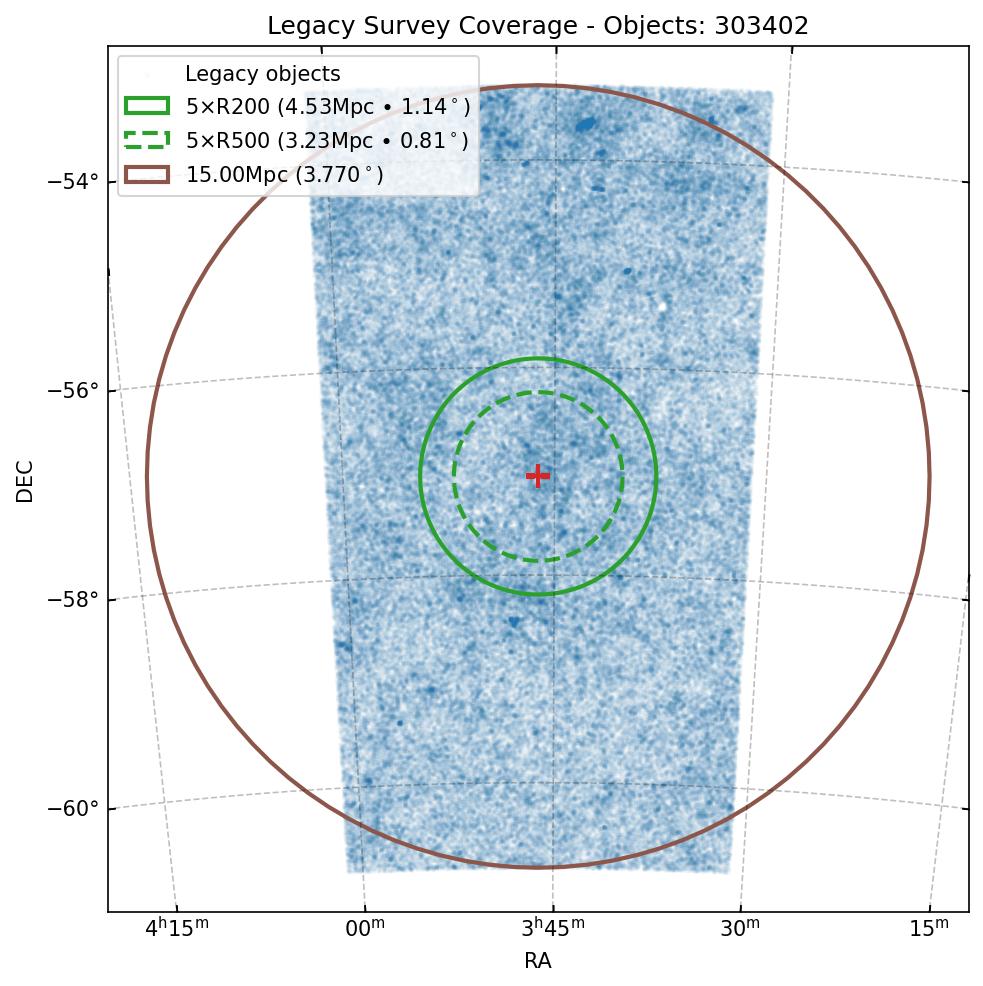 Legacy Survey Coverage - Objects: 303402
Legacy objects
5×R200 (4.53Mpc • 1.14°)
5×R500 (3.23Mpc • 0.81°)
15.00Mpc (3.770°)
−54°
−56°
−58°
−60°
DEC
4ʰ15ᵐ 00ᵐ 3ʰ45ᵐ 30ᵐ 15ᵐ
RA